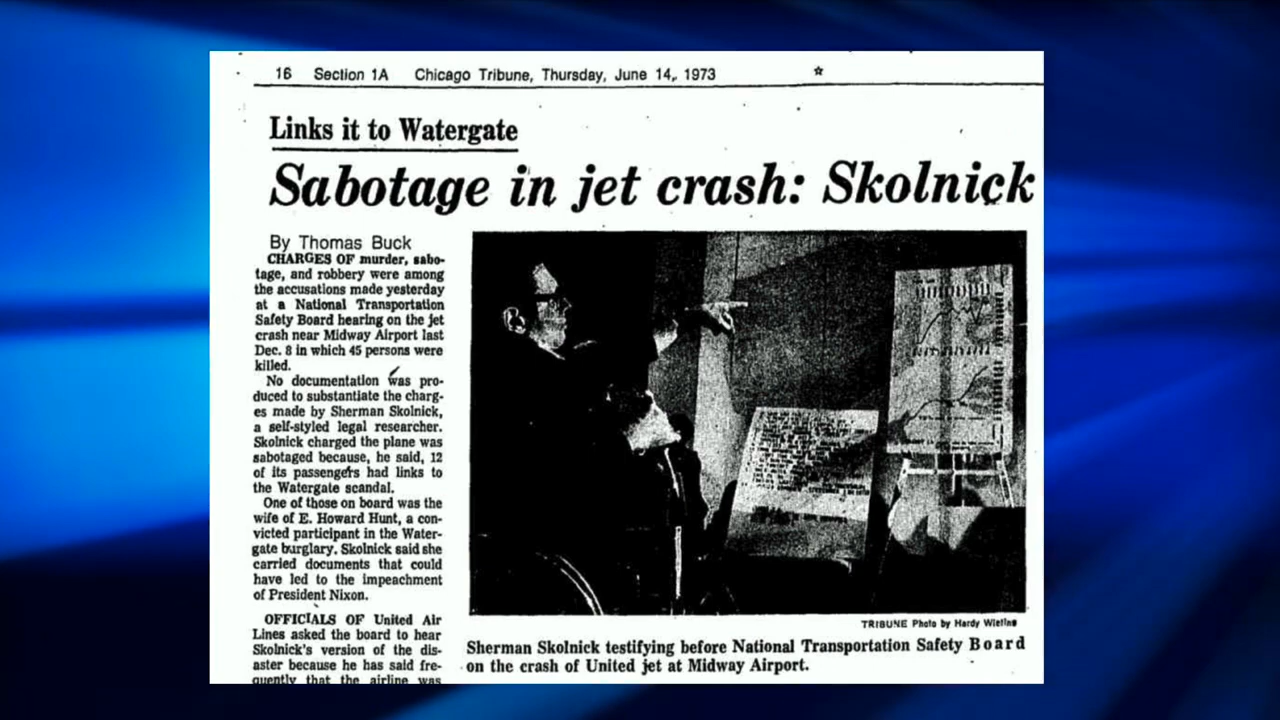 16 Section 1A Chicago Tribune, Thursday, June 14, 1973
Links it to Watergate
Sabotage in jet crash: Skolnick
By Thomas Buck
CHARGES OF murder, sabo-
tage, and robbery were among
the accusations made yesterday
at a National Transportation
Safety Board hearing on the jet
crash near Midway Airport last
Dec. 8 in which 45 persons were
killed.
No documentation was pro-
duced to substantiate the charg-
es made by Sherman Skolnick,
a self-styled legal researcher.
Skolnick charged the plane was
sabotaged because, he said, 12
of its passengers had links to
the Watergate scandal.
One of those on board was the
wife of E. Howard Hunt, a con-
victed participant in the Water-
gate burglary. Skolnick said she
carried documents that could
have led to the impeachment
of President Nixon.
OFFICIALS OF United Air
Lines asked the board to hear
Skolnick's version of the dis-
aster because he has said fre-
quently that the airline was
TRIBUNE Photo by Hardy
Sherman Skolnick testifying before National Transportation Safety Board
on the crash of United jet at Midway Airport.